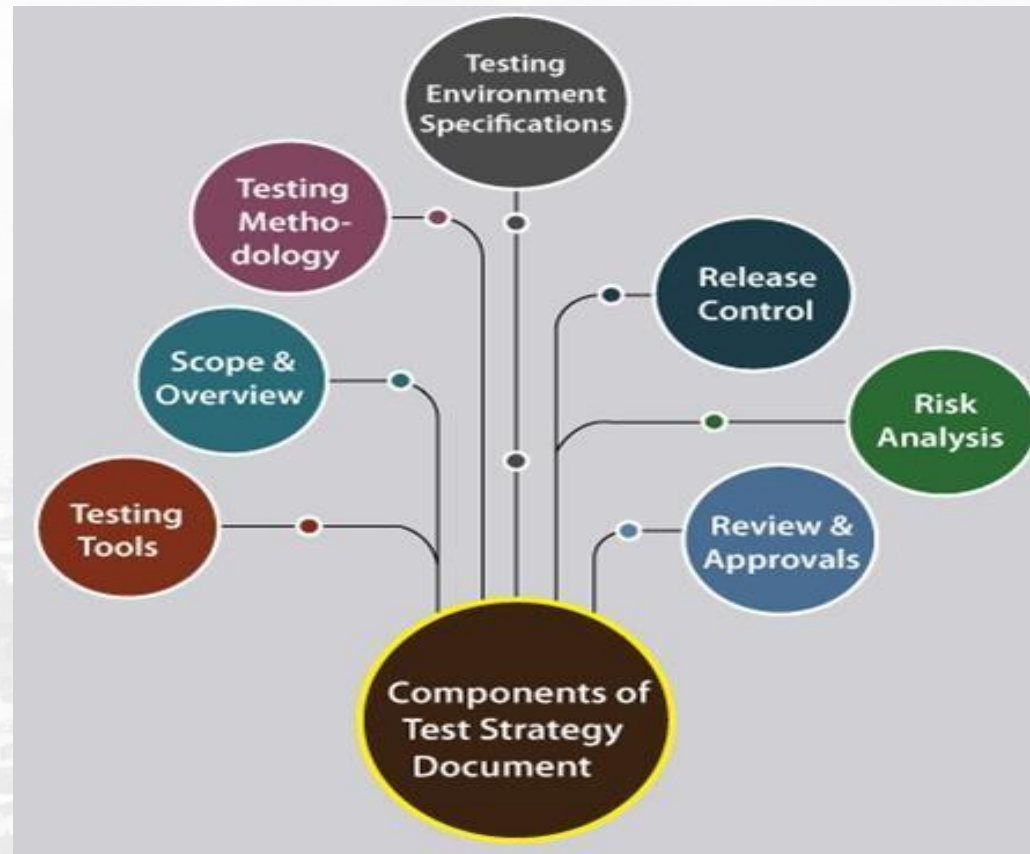 Testing
Environment
Specifications
Testing
Metho-
dology
Release
Control
Scope &
Overview
Risk
Analysis
Testing
Tools
Review &
Approvals
Components of
Test Strategy
Document